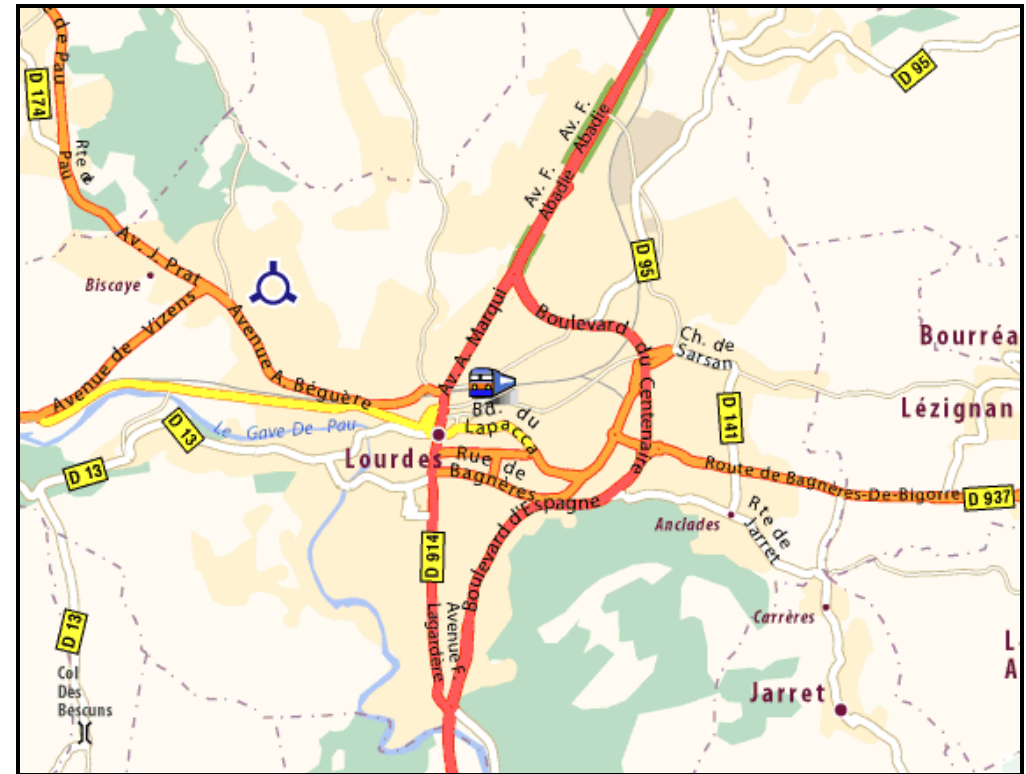 e de Pau
D 174
Pau
Rte de
D 95
Av. F.
Abadie
Av. F.
Abadie
D 95
Av. J. Prat
Biscaye
Avenue de Vizens
Avenue A. Béguère
Av. A. Marqui
Boulevard du Centenaire
Ch. de
Sarsan
Bourréa
Lézignan
D 141
Bd. du
Lapacca
Le Gave De Pau
D 13
D 13
Lourdes
Rue de
Bagnères
Route de Bagnères-De-Bigorre
D 937
Boulevard d'Espagne
Anclades
Rte de
Jarret
D 914
Avenue F.
Lagardère
Carrères
D 13
Col
Des
Bescuns
Jarret
L
A